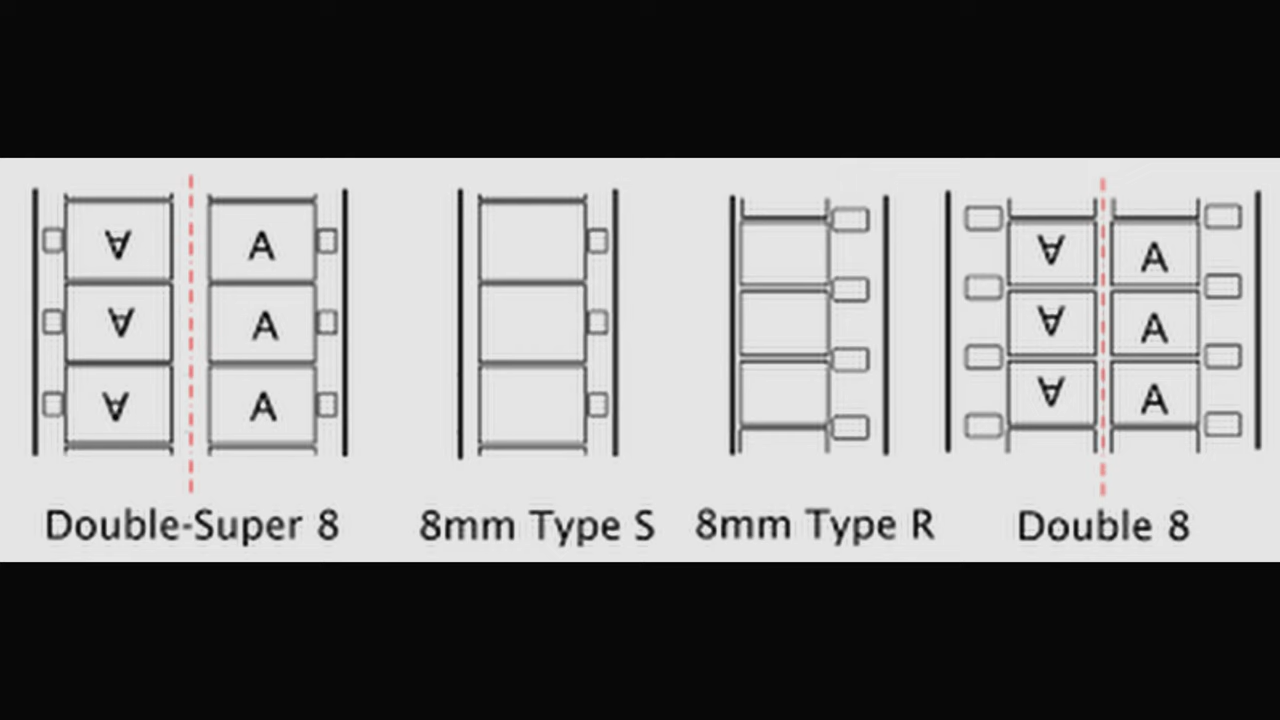 ∀ A ∀ A
∀ A ∀ A
∀ A ∀ A
Double-Super 8 8mm Type S 8mm Type R Double 8